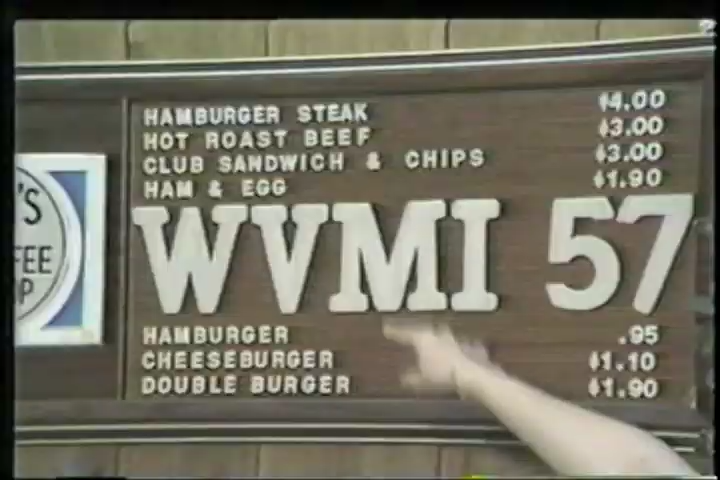 HAMBURGER STEAK $4.00
HOT ROAST BEEF $3.00
CLUB SANDWICH & CHIPS $3.00
HAM & EGG $1.90
'S
FEE
P
WVMI 57
HAMBURGER .95
CHEESEBURGER $1.10
DOUBLE BURGER $1.90